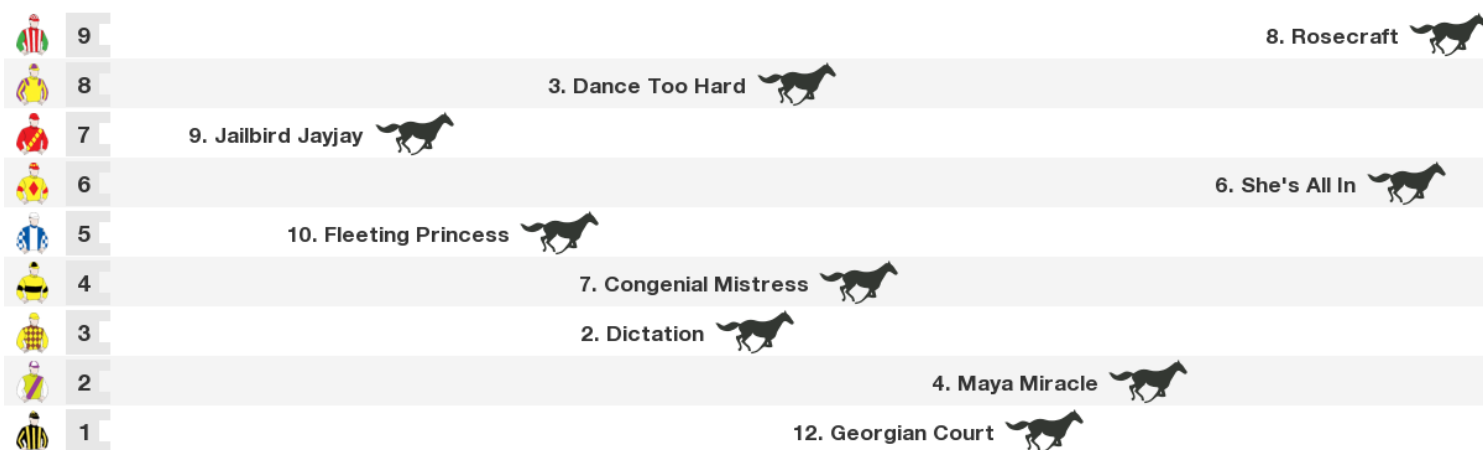 9 8. Rosecraft
8 3. Dance Too Hard
7 9. Jailbird Jayjay
6 6. She's All In
5 10. Fleeting Princess
4 7. Congenial Mistress
3 2. Dictation
2 4. Maya Miracle
1 12. Georgian Court